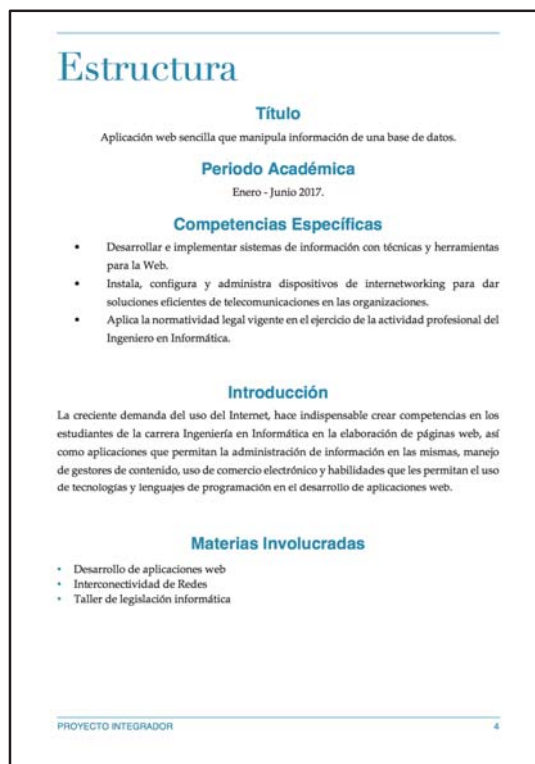 Estructura
Título
Aplicación web sencilla que manipula información de una base de datos.
Periodo Académica
Enero - Junio 2017.
Competencias Específicas
• Desarrollar e implementar sistemas de información con técnicas y herramientas
para la Web.
• Instala, configura y administra dispositivos de internetworking para dar
soluciones eficientes de telecomunicaciones en las organizaciones.
• Aplica la normatividad legal vigente en el ejercicio de la actividad profesional del
Ingeniero en Informática.
Introducción
La creciente demanda del uso del Internet, hace indispensable crear competencias en los
estudiantes de la carrera Ingeniería en Informática en la elaboración de páginas web, así
como aplicaciones que permitan la administración de información en las mismas, manejo
de gestores de contenido, uso de comercio electrónico y habilidades que les permitan el uso
de tecnologías y lenguajes de programación en el desarrollo de aplicaciones web.
Materias Involucradas
• Desarrollo de aplicaciones web
• Interconectividad de Redes
• Taller de legislación informática
PROYECTO INTEGRADOR 4